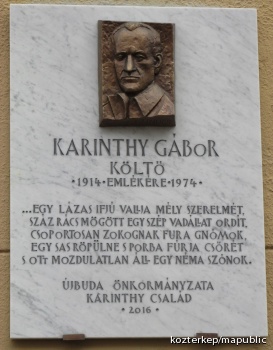 KARINTHY GÁBOR
KÖLTŐ
·1914·EMLÉKÉRE·1974·
...EGY LÁZAS IFJÚ VALLJA MÉLY SZERELMÉT,
SZÁZ RÁCS MÖGÖTT EGY SZÉP VADÁLLAT ORDÍT,
CSOPORTOSAN ZOKOGNAK FURA GNÓMOK,
EGY SAS RÖPÜLNE S PORBA FÚRJA CSŐRÉT
S OTT MOZDULATLAN ÁLL EGY NÉMA SZÓNOK.
ÚJBUDA ÖNKORMÁNYZATA
KARINTHY CSALÁD
·2016·
kozterkep/mapublic